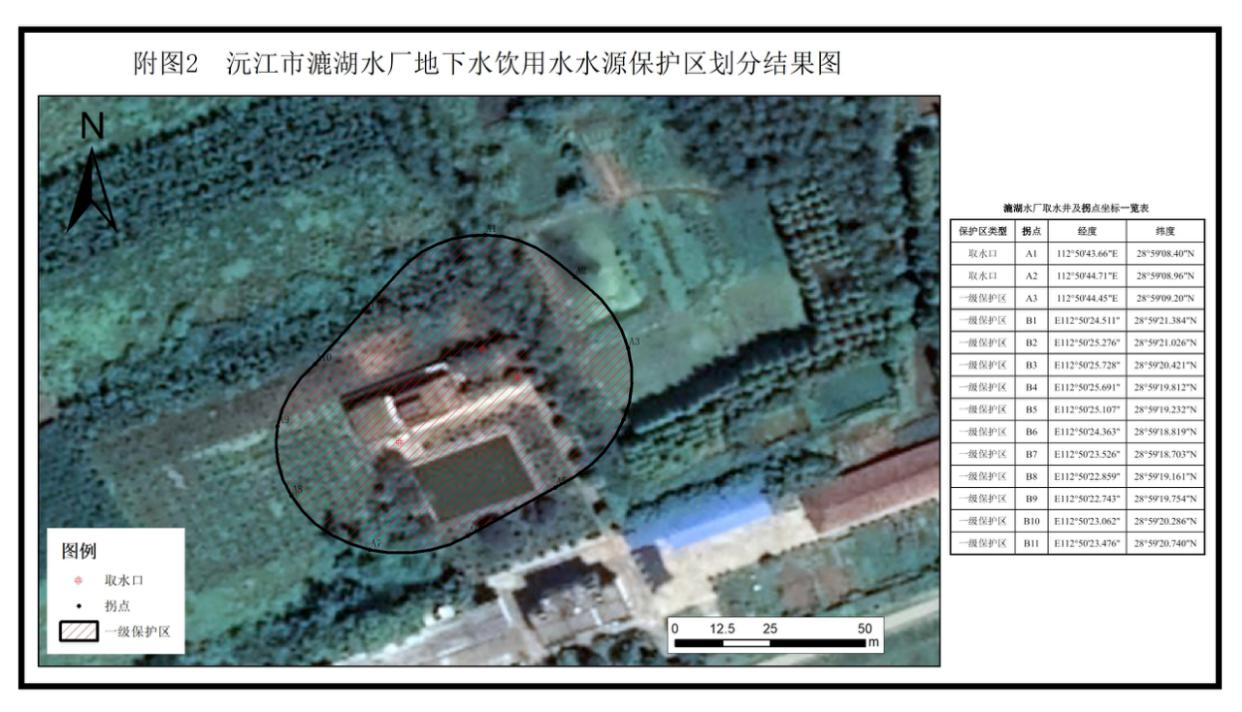 附图2 沅江市漉湖水厂地下水饮用水水源保护区划分结果图
N
A3
A10
A9
A8
图例
取水口
拐点
一级保护区
0 12.5 25 50
m
漉湖水厂取水井及拐点坐标一览表
保护区类型 拐点 经度 纬度
取水口 A1 112°50'43.66"E 28°59'08.40"N
取水口 A2 112°50'44.71"E 28°59'08.96"N
一级保护区 A3 112°50'44.45"E 28°59'09.20"N
一级保护区 B1 E112°50'24.511" 28°59'21.384"N
一级保护区 B2 E112°50'25.276" 28°59'21.026"N
一级保护区 B3 E112°50'25.728" 28°59'20.421"N
一级保护区 B4 E112°50'25.691" 28°59'19.812"N
一级保护区 B5 E112°50'25.107" 28°59'19.232"N
一级保护区 B6 E112°50'24.363" 28°59'18.819"N
一级保护区 B7 E112°50'23.526" 28°59'18.703"N
一级保护区 B8 E112°50'22.859" 28°59'19.161"N
一级保护区 B9 E112°50'22.743" 28°59'19.754"N
一级保护区 B10 E112°50'23.062" 28°59'20.286"N
一级保护区 B11 E112°50'23.476" 28°59'20.740"N